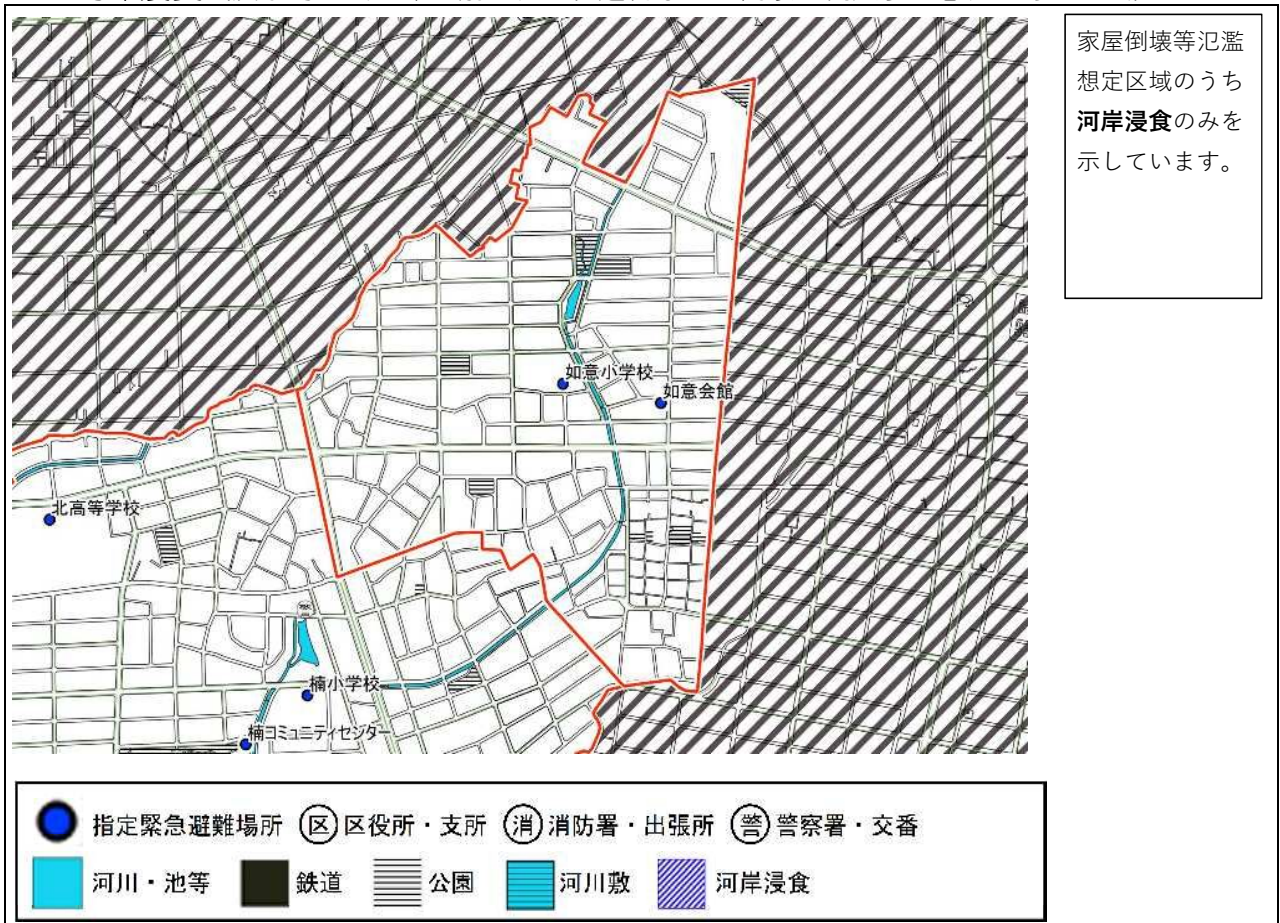 家屋倒壊等氾濫
想定区域のうち
河岸浸食のみを
示しています。
如意小学校
如意会館
北高等学校
警
楠小学校
楠コミュニティセンター
指定緊急避難場所 区 区役所・支所 消 消防署・出張所 警 警察署・交番
河川・池等 鉄道 公園 河川敷 河岸浸食